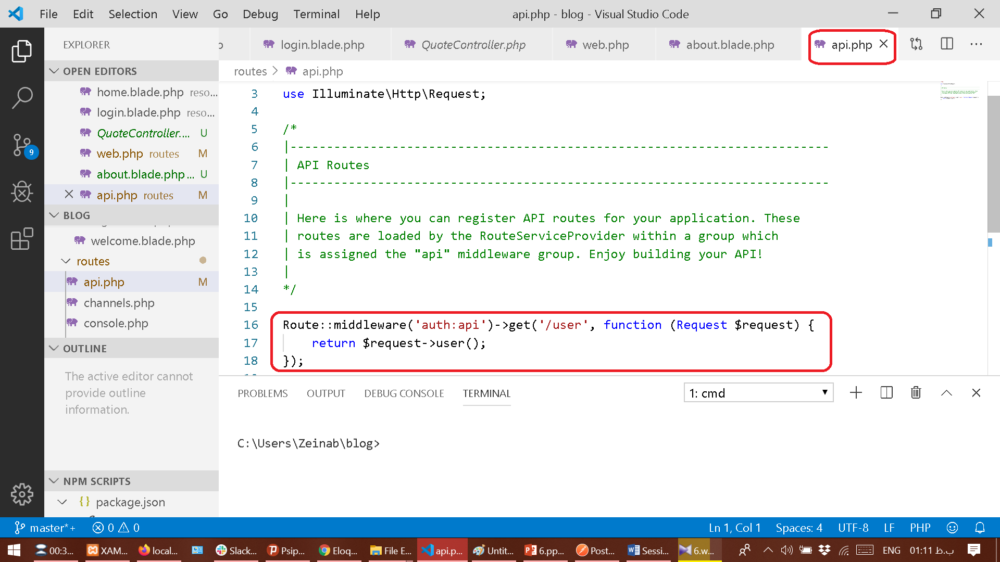 File Edit Selection View Go Debug Terminal Help
api.php - blog - Visual Studio Code
EXPLORER
login.blade.php QuoteController.php web.php about.blade.php api.php
OPEN EDITORS
home.blade.php reso...
login.blade.php reso...
QuoteController.... U
web.php routes M
about.blade.php ... U
api.php routes M
BLOG
welcome.blade.php
routes
api.php M
channels.php
console.php
OUTLINE
The active editor cannot
provide outline
information.
NPM SCRIPTS
{} package.json
9
routes > api.php
3 use Illuminate\Http\Request;
4
5 /*
6 |--------------------------------------------------------------------------
7 | API Routes
8 |--------------------------------------------------------------------------
9 |
10 | Here is where you can register API routes for your application. These
11 | routes are loaded by the RouteServiceProvider within a group which
12 | is assigned the "api" middleware group. Enjoy building your API!
13 |
14 */
15
16 Route::middleware('auth:api')->get('/user', function (Request $request) {
17 return $request->user();
18 });
PROBLEMS OUTPUT DEBUG CONSOLE TERMINAL
1: cmd
C:\Users\Zeinab\blog>
master*+ 0 0
Ln 1, Col 1 Spaces: 4 UTF-8 LF PHP
00:3... XAM... local... Slack... Psip... Eloq... File E... api.p... Untit... 6.pp... Post... Sessi... 6.w...
ENG 01:11 ب.ظ